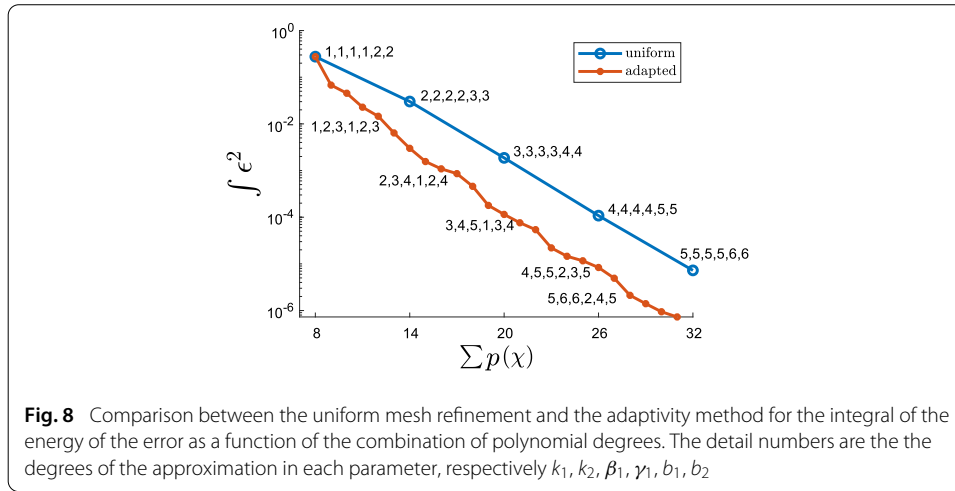 10^0
10^-2
10^-4
10^-6
∫ ϵ^2
uniform
adapted
1,1,1,1,2,2
2,2,2,2,3,3
1,2,3,1,2,3
3,3,3,3,4,4
2,3,4,1,2,4
4,4,4,4,5,5
3,4,5,1,3,4
5,5,5,5,6,6
4,5,5,2,3,5
5,6,6,2,4,5
8 14 20 26 32
∑ p(χ)
Fig. 8 Comparison between the uniform mesh refinement and the adaptivity method for the integral of the
energy of the error as a function of the combination of polynomial degrees. The detail numbers are the the
degrees of the approximation in each parameter, respectively k₁, k₂, β₁, γ₁, b₁, b₂